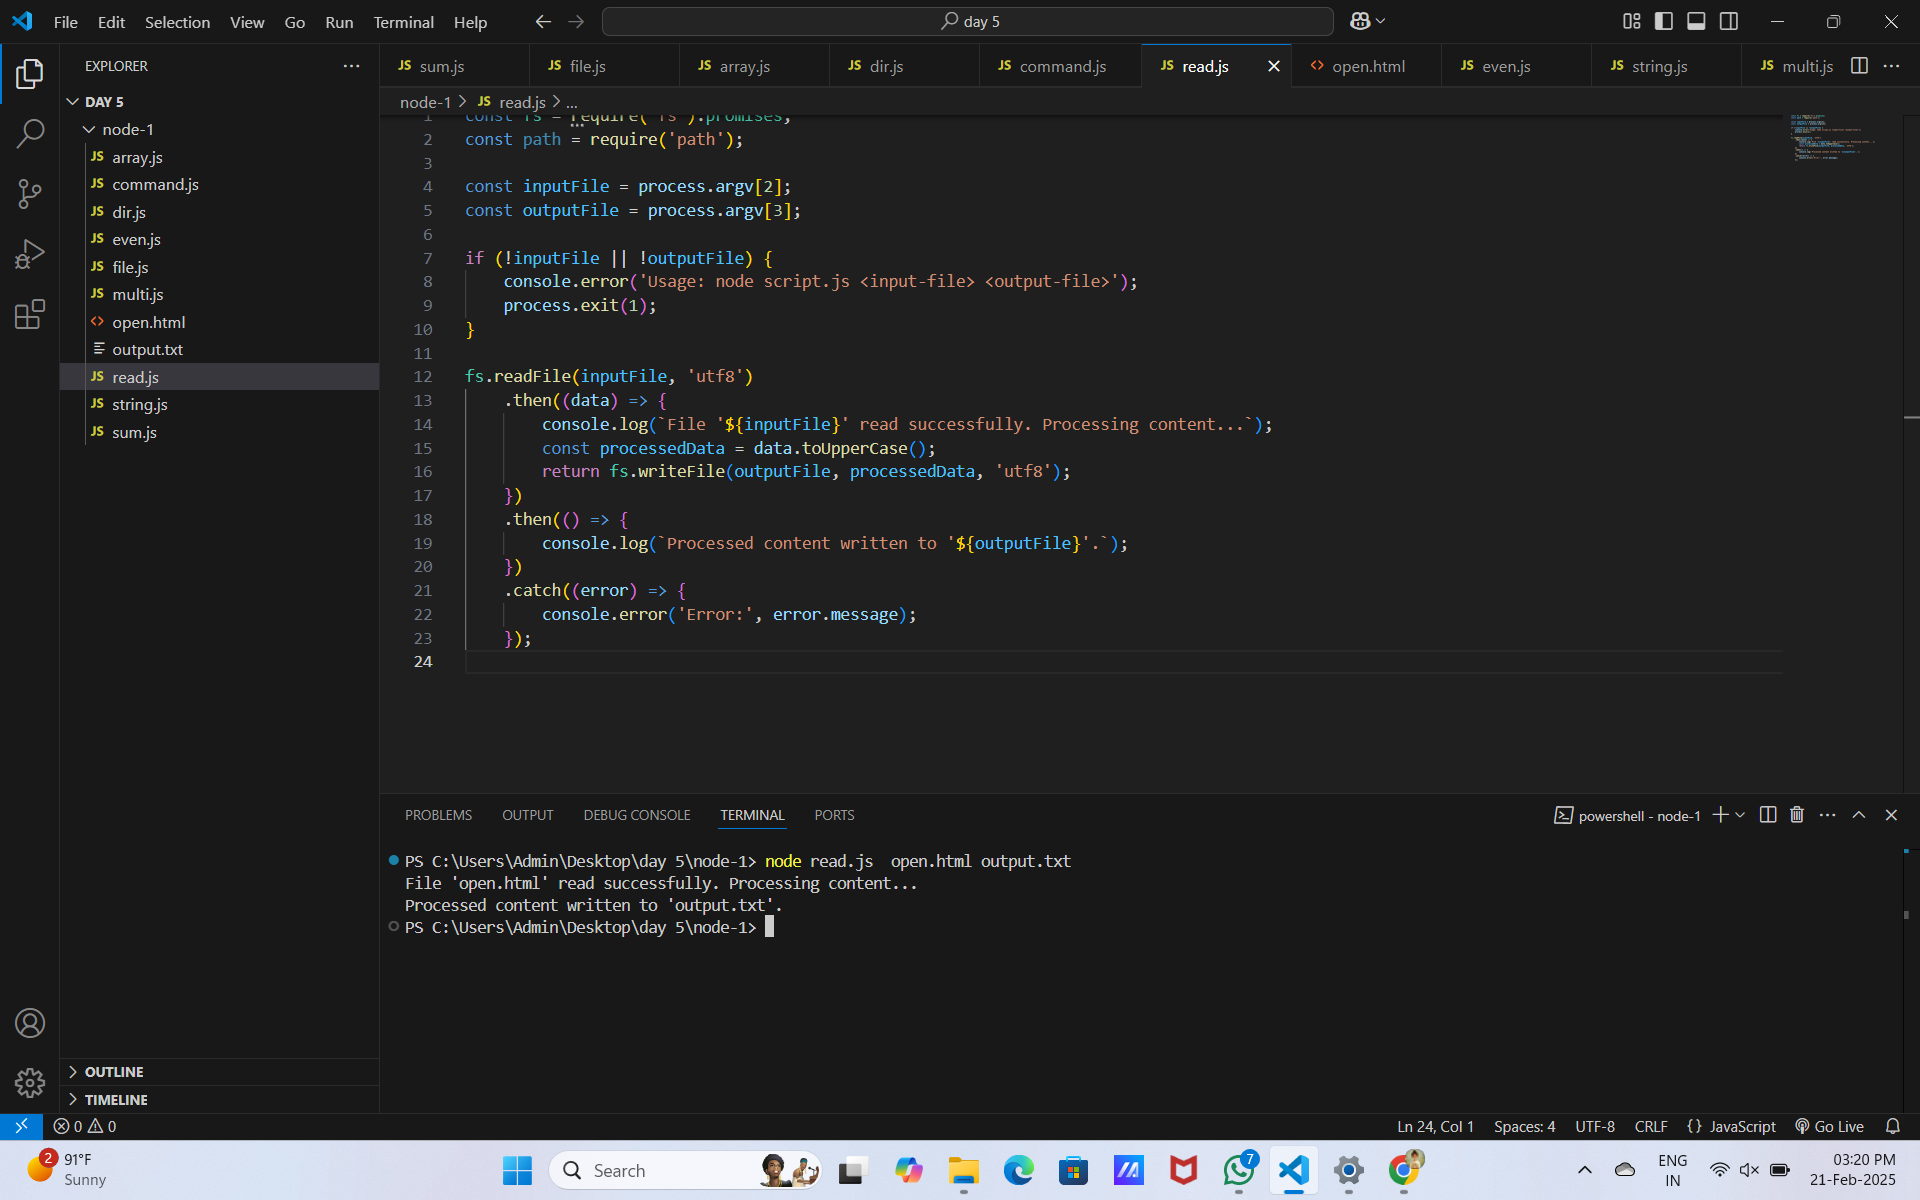 File Edit Selection View Go Run Terminal Help
day 5
EXPLORER
sum.js file.js array.js dir.js command.js read.js open.html even.js string.js multi.js
node-1 > read.js > ...
DAY 5
node-1
array.js
command.js
dir.js
even.js
file.js
multi.js
open.html
output.txt
read.js
string.js
sum.js
OUTLINE
TIMELINE
1 const fs = require('fs').promises;
2 const path = require('path');
3
4 const inputFile = process.argv[2];
5 const outputFile = process.argv[3];
6
7 if (!inputFile || !outputFile) {
8 console.error('Usage: node script.js <input-file> <output-file>');
9 process.exit(1);
10 }
11
12 fs.readFile(inputFile, 'utf8')
13 .then((data) => {
14 console.log(`File '${inputFile}' read successfully. Processing content...`);
15 const processedData = data.toUpperCase();
16 return fs.writeFile(outputFile, processedData, 'utf8');
17 })
18 .then(() => {
19 console.log(`Processed content written to '${outputFile}'.`);
20 })
21 .catch((error) => {
22 console.error('Error:', error.message);
23 });
24
PROBLEMS OUTPUT DEBUG CONSOLE TERMINAL PORTS
powershell - node-1
PS C:\Users\Admin\Desktop\day 5\node-1> node read.js  open.html output.txt
File 'open.html' read successfully. Processing content...
Processed content written to 'output.txt'.
PS C:\Users\Admin\Desktop\day 5\node-1>
0 0
Ln 24, Col 1 Spaces: 4 UTF-8 CRLF {} JavaScript Go Live
2
91°F
Sunny
Search
7
ENG
IN
03:20 PM
21-Feb-2025